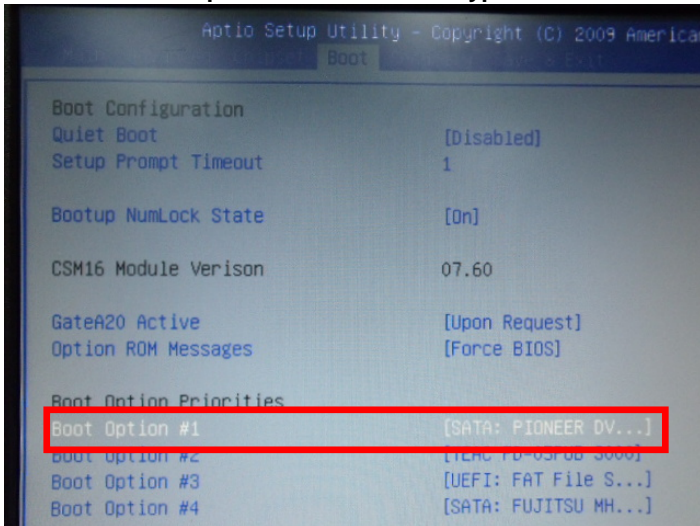 Aptio Setup Utility - Copyright (C) 2009 America
Boot & Exit
Boot Configuration
Quiet Boot [Disabled]
Setup Prompt Timeout 1
Bootup NumLock State [On]
CSM16 Module Verison 07.60
GateA20 Active [Upon Request]
Option ROM Messages [Force BIOS]
Boot Option Priorities
Boot Option #1 [SATA: PIONEER DV...]
Boot Option #2
Boot Option #3 [UEFI: FAT File S...]
Boot Option #4 [SATA: FUJITSU MH...]